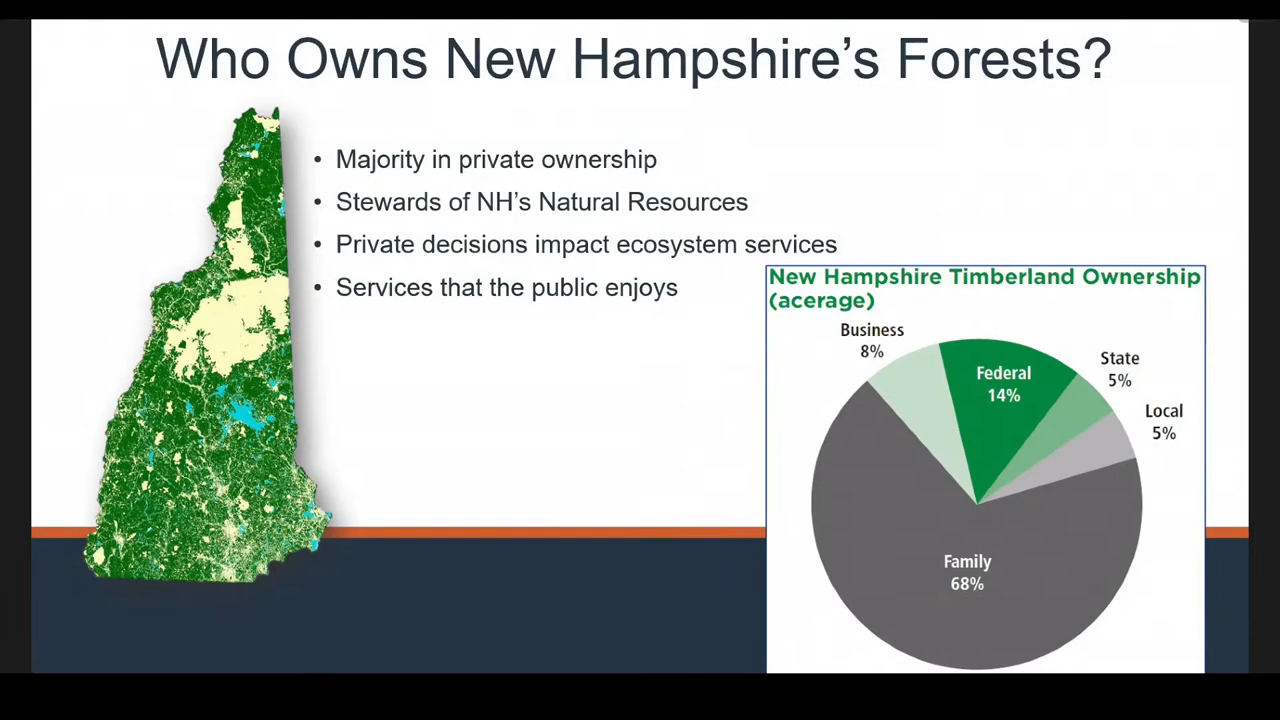 Who Owns New Hampshire’s Forests?
• Majority in private ownership
• Stewards of NH’s Natural Resources
• Private decisions impact ecosystem services
• Services that the public enjoys
New Hampshire Timberland Ownership
(acerage)
Business
8%
Federal
14%
State
5%
Local
5%
Family
68%